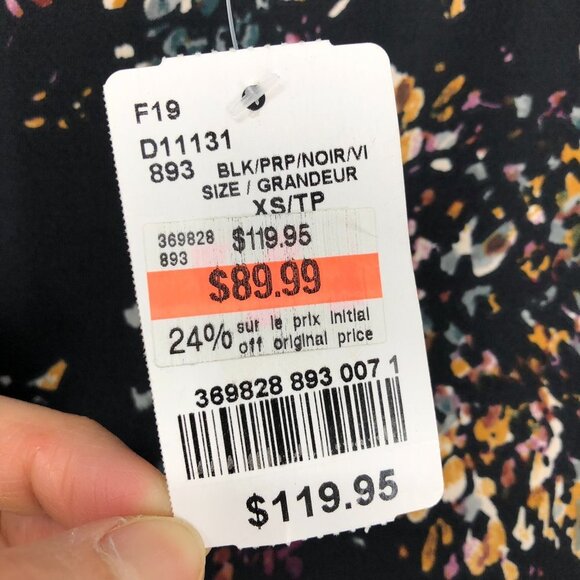 F19
D11131
893 BLK/PRP/NOIR/VI
SIZE / GRANDEUR
XS/TP
369828 $119.95
893
$89.99
24% sur le prix initial
off original price
369828 893 007 1
$119.95